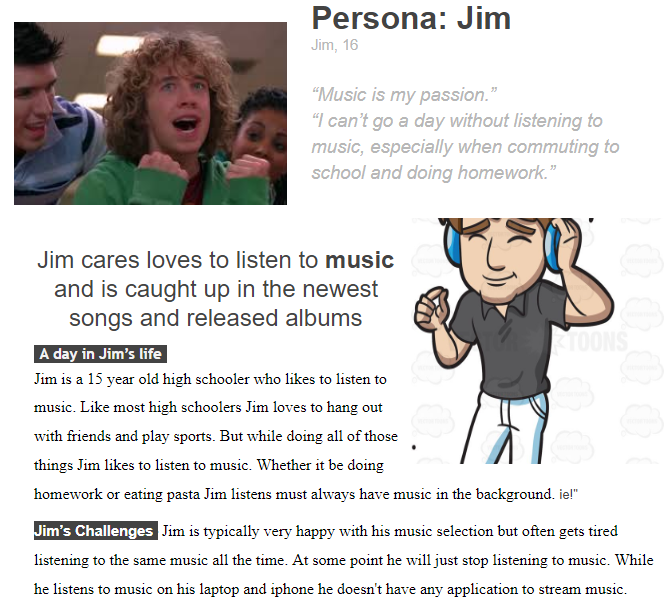 Persona: Jim
Jim, 16
“Music is my passion.”
“I can’t go a day without listening to
music, especially when commuting to
school and doing homework.”
Jim cares loves to listen to music
and is caught up in the newest
songs and released albums
TOONS
A day in Jim’s life
Jim is a 15 year old high schooler who likes to listen to
music. Like most high schoolers Jim loves to hang out
with friends and play sports. But while doing all of those
things Jim likes to listen to music. Whether it be doing
homework or eating pasta Jim listens must always have music in the background. ie!"
Jim’s Challenges Jim is typically very happy with his music selection but often gets tired
listening to the same music all the time. At some point he will just stop listening to music. While
he listens to music on his laptop and iphone he doesn't have any application to stream music.